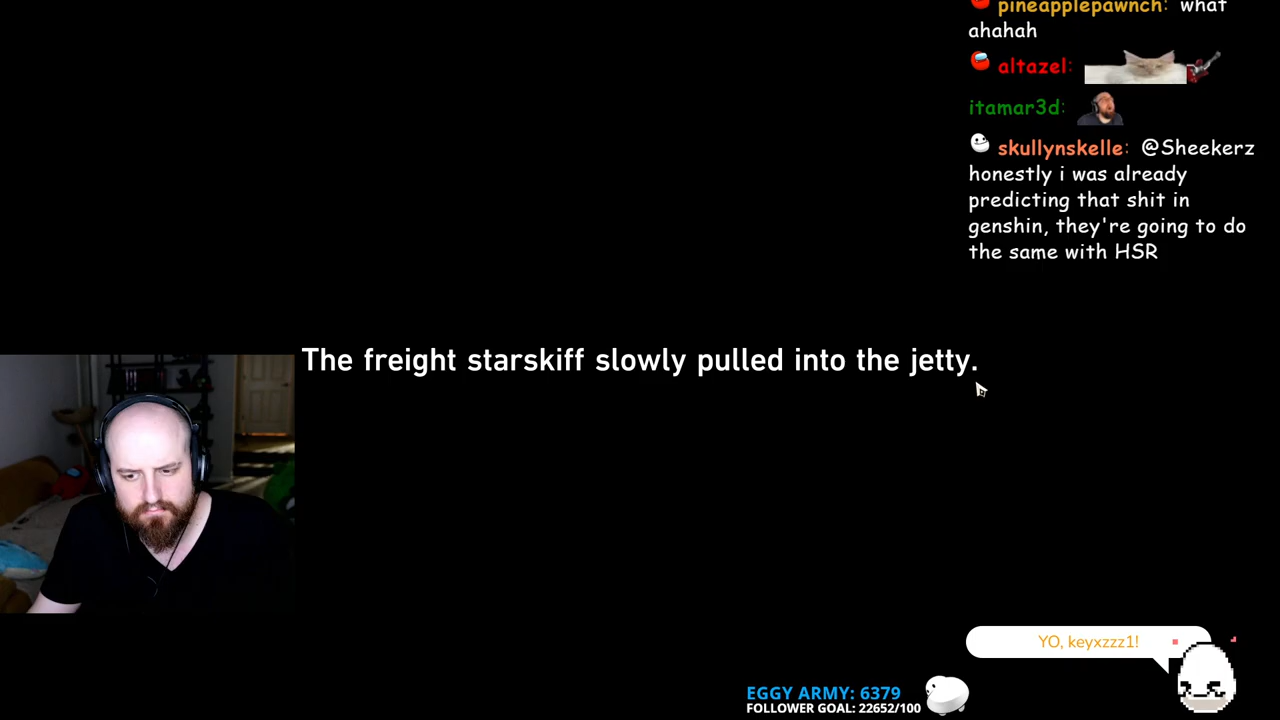 pineapplepawnch: what
ahahah
altazel:
itamar3d:
skullynskelle: @Sheekerz
honestly i was already
predicting that shit in
genshin, they're going to do
the same with HSR
The freight starskiff slowly pulled into the jetty.
YO, keyxzzz1!
EGGY ARMY: 6379
FOLLOWER GOAL: 22652/100